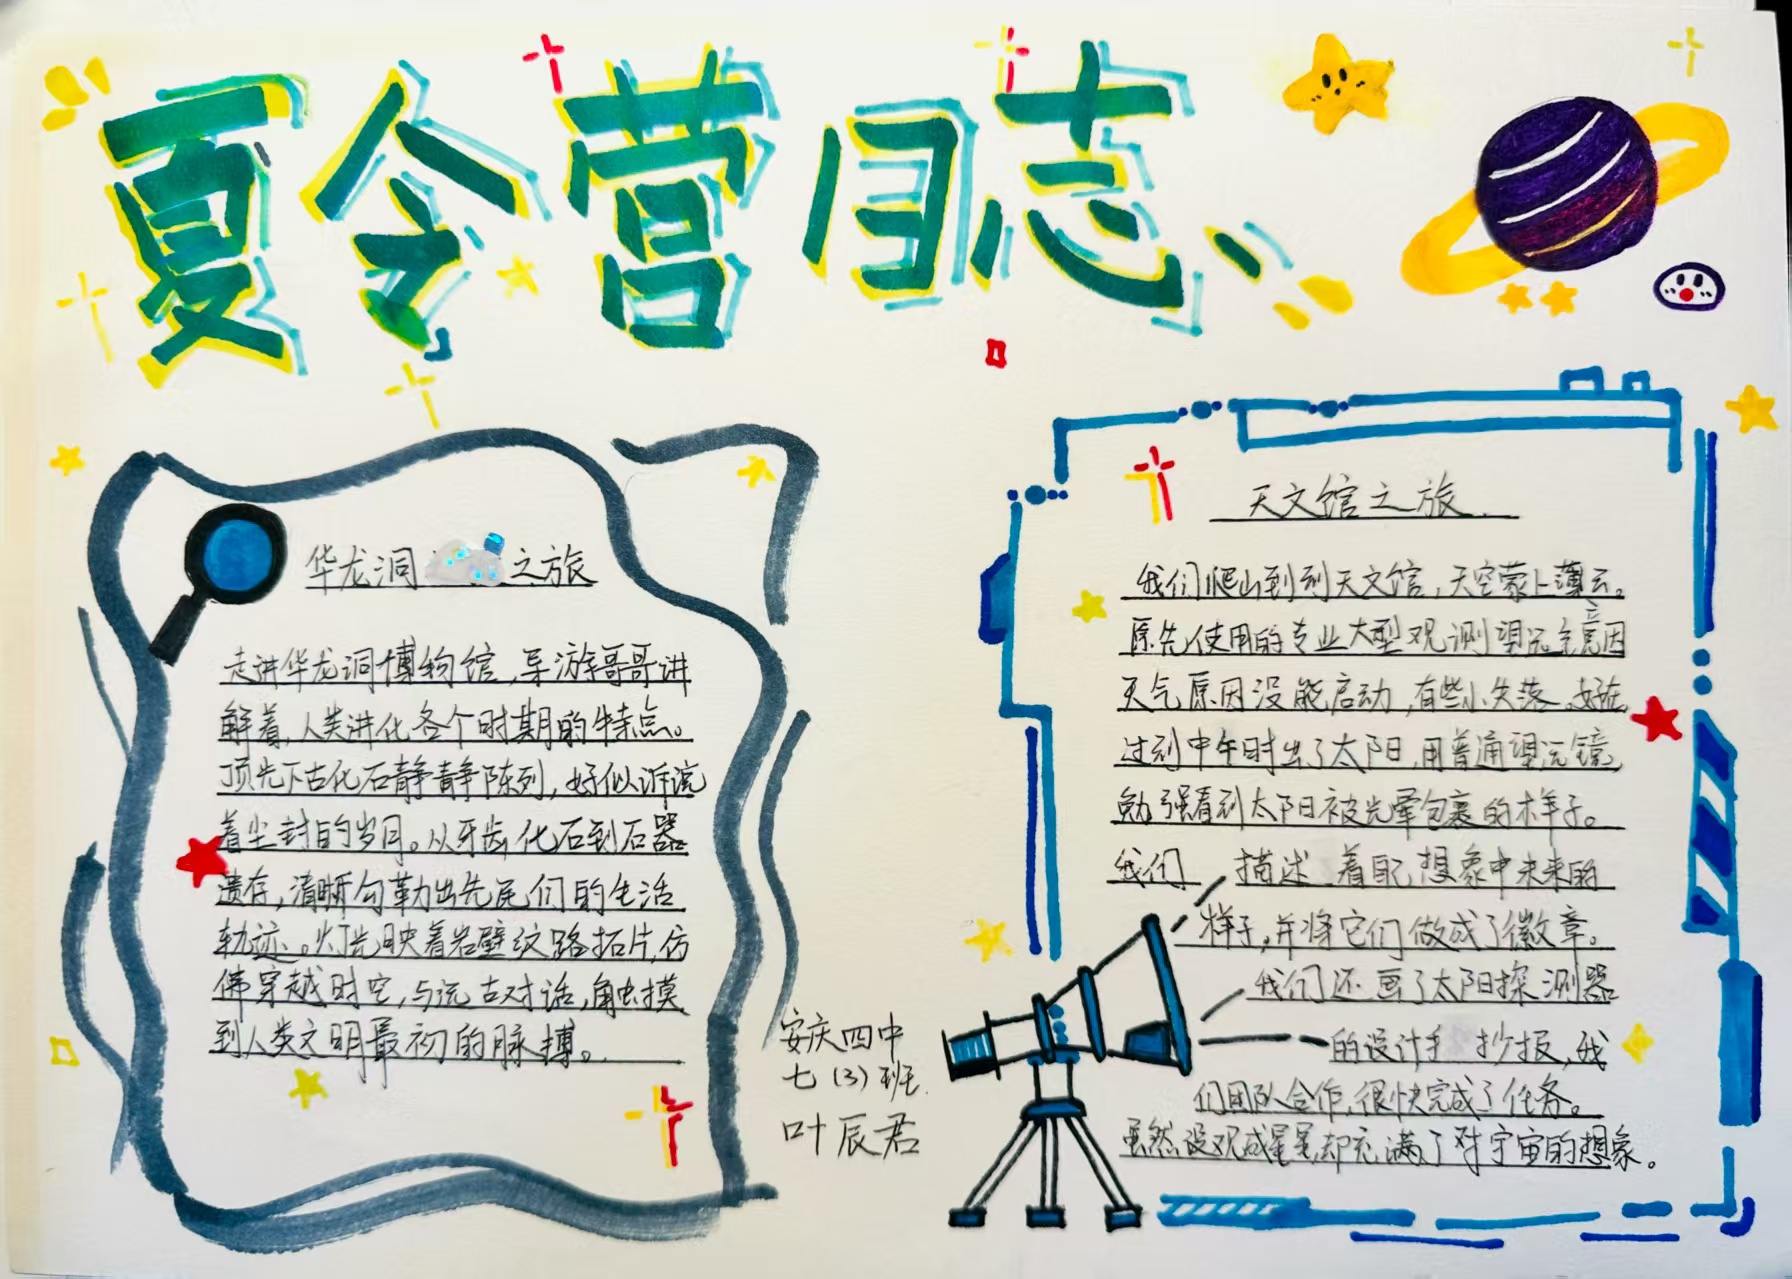 夏令营日志
华龙洞 之旅
走进华龙洞博物馆，导游哥哥讲
解着，人类进化各个时期的特点。
顶光下古化石静静陈列，好似诉说
着尘封的岁月。从牙齿化石到石器
遗存，清晰勾勒出先民们的生活
轨迹。灯光映着岩壁纹路拓片，仿
佛穿越时空，与远古对话，触摸
到人类文明最初的脉搏。
安庆四中
七（3）班
叶辰君
天文馆之旅
我们爬山到到天文馆，天空蒙上薄云。
原先使用的专业大型观测望远镜因
天气原因没能启动，有些小失落。好在
过到中午时出了太阳，用普通望远镜
勉强看到太阳被光晕包裹的样子。
我们 描述着自己想象中未来的
样子，并将它们做成了徽章。
我们还画了太阳探测器
的设计手抄报，我
们团队合作，很快完成了任务。
虽然没观成星星，却充满了对宇宙的想象。